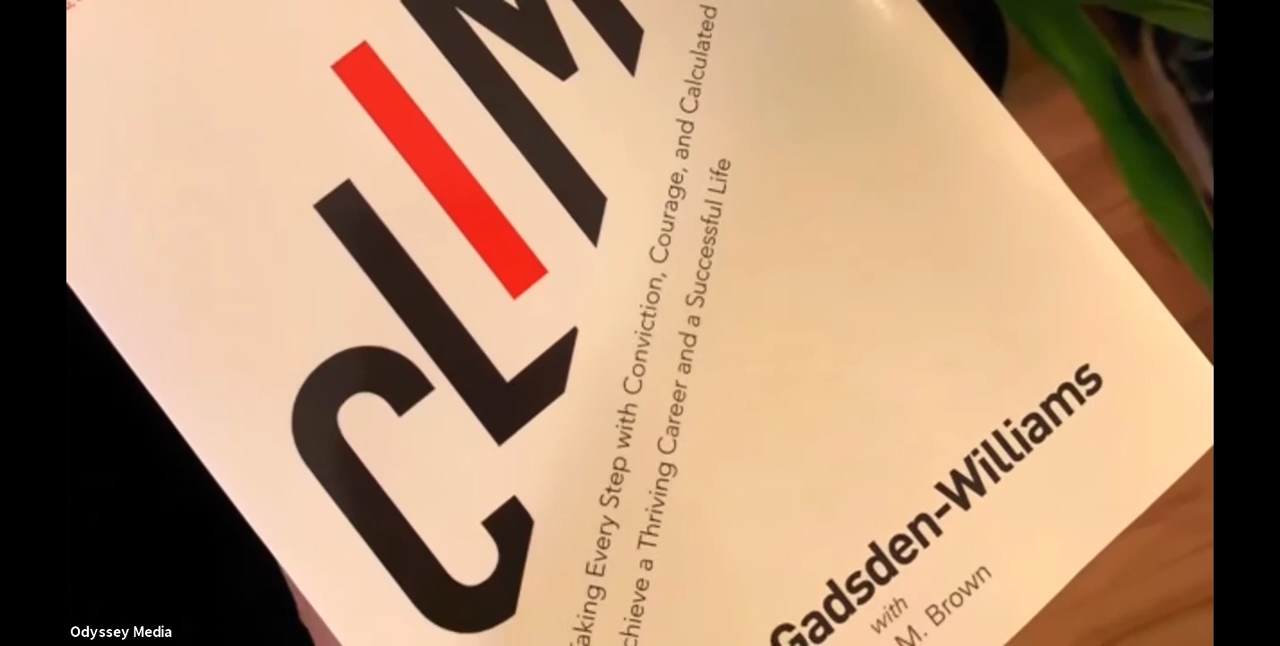 CLIM
Taking Every Step with Conviction, Courage, and Calculated
chieve a Thriving Career and a Successful Life
Gadsden-Williams
with
M. Brown
Odyssey Media